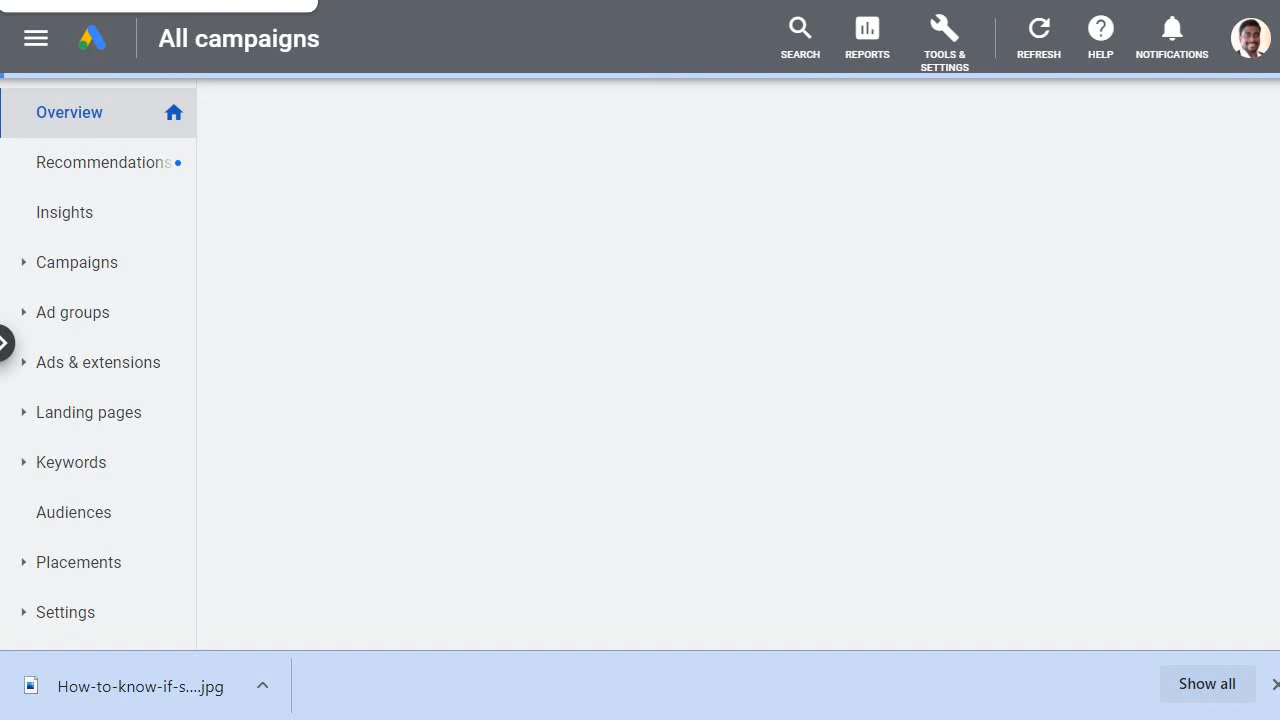 All campaigns
SEARCH
REPORTS
TOOLS &
SETTINGS
REFRESH
HELP
NOTIFICATIONS
Overview
Recommendations
Insights
Campaigns
Ad groups
Ads & extensions
Landing pages
Keywords
Audiences
Placements
Settings
How-to-know-if-s....jpg
Show all